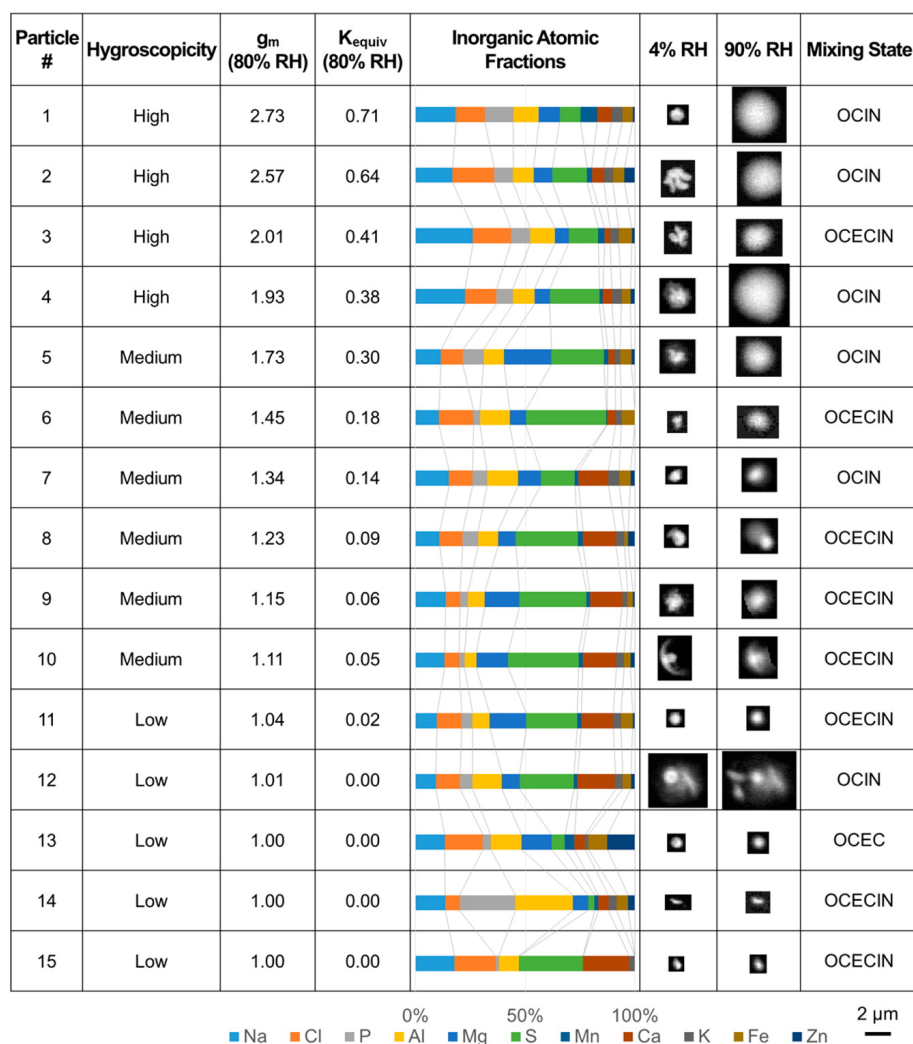 Particle # Hygroscopicity gm (80% RH) Kequiv (80% RH) Inorganic Atomic Fractions 4% RH 90% RH Mixing State
1 High 2.73 0.71 OCIN
2 High 2.57 0.64 OCIN
3 High 2.01 0.41 OCECIN
4 High 1.93 0.38 OCIN
5 Medium 1.73 0.30 OCIN
6 Medium 1.45 0.18 OCECIN
7 Medium 1.34 0.14 OCIN
8 Medium 1.23 0.09 OCECIN
9 Medium 1.15 0.06 OCECIN
10 Medium 1.11 0.05 OCECIN
11 Low 1.04 0.02 OCECIN
12 Low 1.01 0.00 OCIN
13 Low 1.00 0.00 OCEC
14 Low 1.00 0.00 OCECIN
15 Low 1.00 0.00 OCECIN
0% 50% 100% 2 μm
Na Cl P Al Mg S Mn Ca K Fe Zn